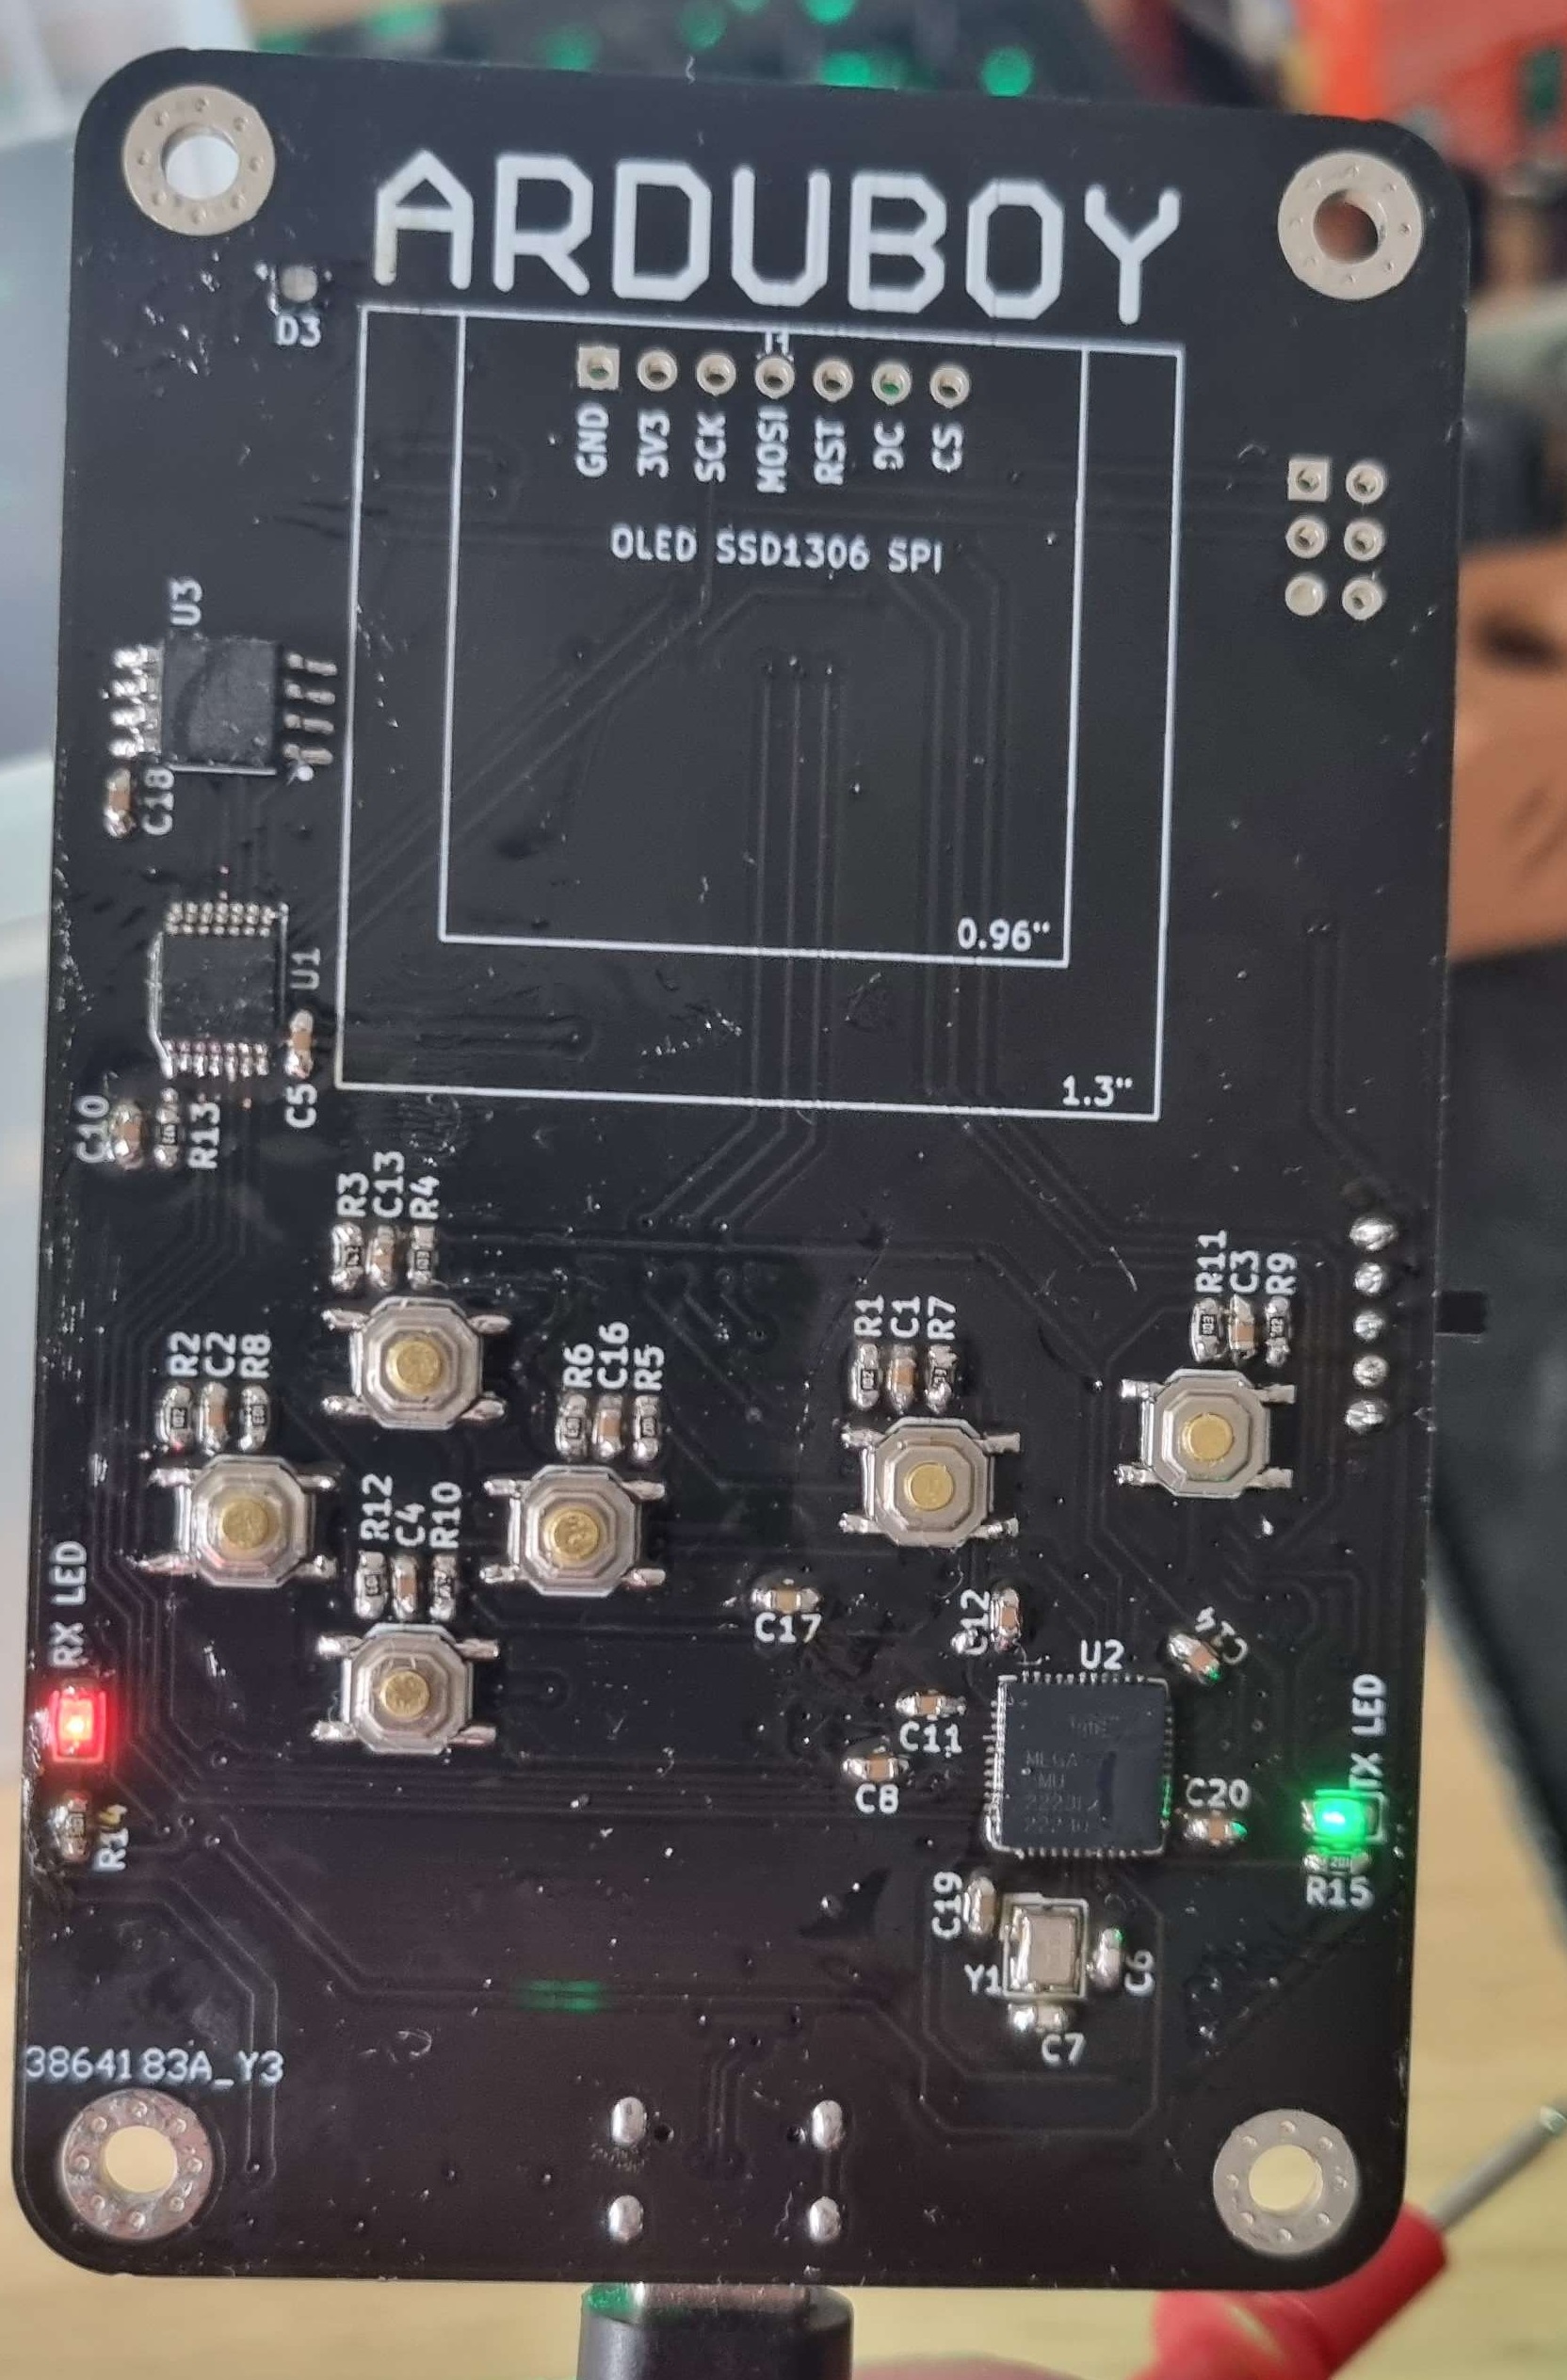 ARDUBOY
D3
GND
3V3
SCK
MOSI
RST
DC
CS
OLED SSD1306 SPI
U3
C18
0.96"
U1
C5
1.3"
C10
R13
R3
C13
R4
R11
C3
R9
R2
C2
R8
R6
C16
R5
R1
C1
R7
R12
C4
R10
RX LED
C17
C12
U2
C14
C11
TX LED
MEGA
C8
C20
R14
R15
C19
Y1
C6
C7
3864183A_Y3